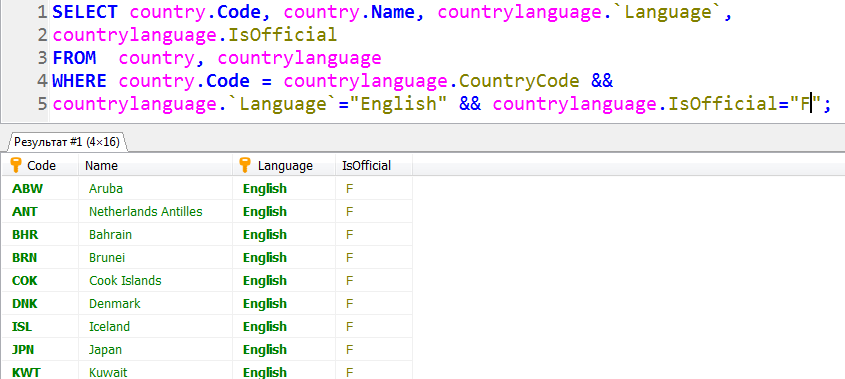 1 SELECT country.Code, country.Name, countrylanguage.`Language`,
2 countrylanguage.IsOfficial
3 FROM  country, countrylanguage
4 WHERE country.Code = countrylanguage.CountryCode &&
5 countrylanguage.`Language`="English" && countrylanguage.IsOfficial="F";
Результат #1 (4×16)
Code Name Language IsOfficial
ABW Aruba English F
ANT Netherlands Antilles English F
BHR Bahrain English F
BRN Brunei English F
COK Cook Islands English F
DNK Denmark English F
ISL Iceland English F
JPN Japan English F
KWT Kuwait English F